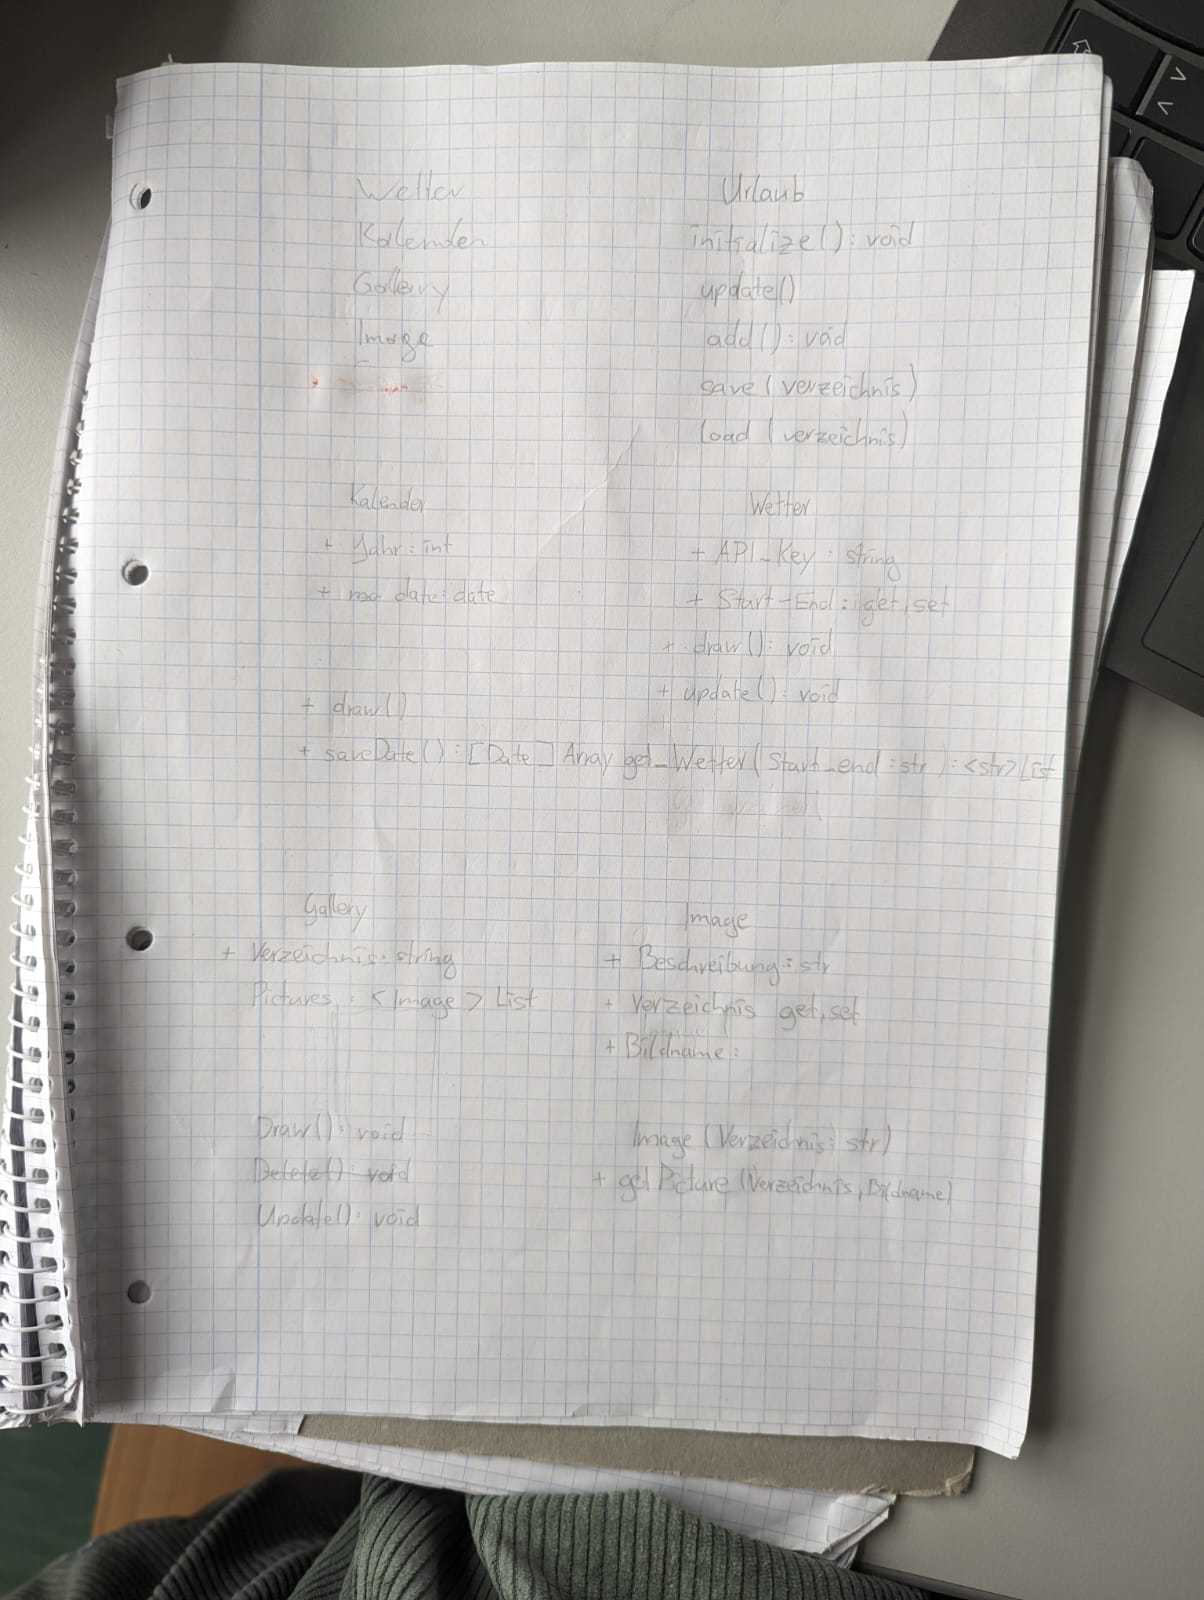 Wetter
Kalender
Gallery
Image
Urlaub
initialize() : void
update()
add() : void
save (verzeichnis)
load (verzeichnis)
Kalender
+ Jahr : int
+ date : date
+ draw()
+ saveDate() : [Date] Array
Wetter
+ API_Key : string
+ Start-End : get, set
+ draw() : void
+ update() : void
get_Wetter (Start_end : str) : <str> List
Gallery
+ Verzeichnis : string
Pictures : <Image> List
Draw() : void
Delete() : void
Update() : void
Image
+ Beschreibung : str
+ Verzeichnis get, set
+ Bildname :
Image (Verzeichnis : str)
+ getPicture (Verzeichnis, Bildname)